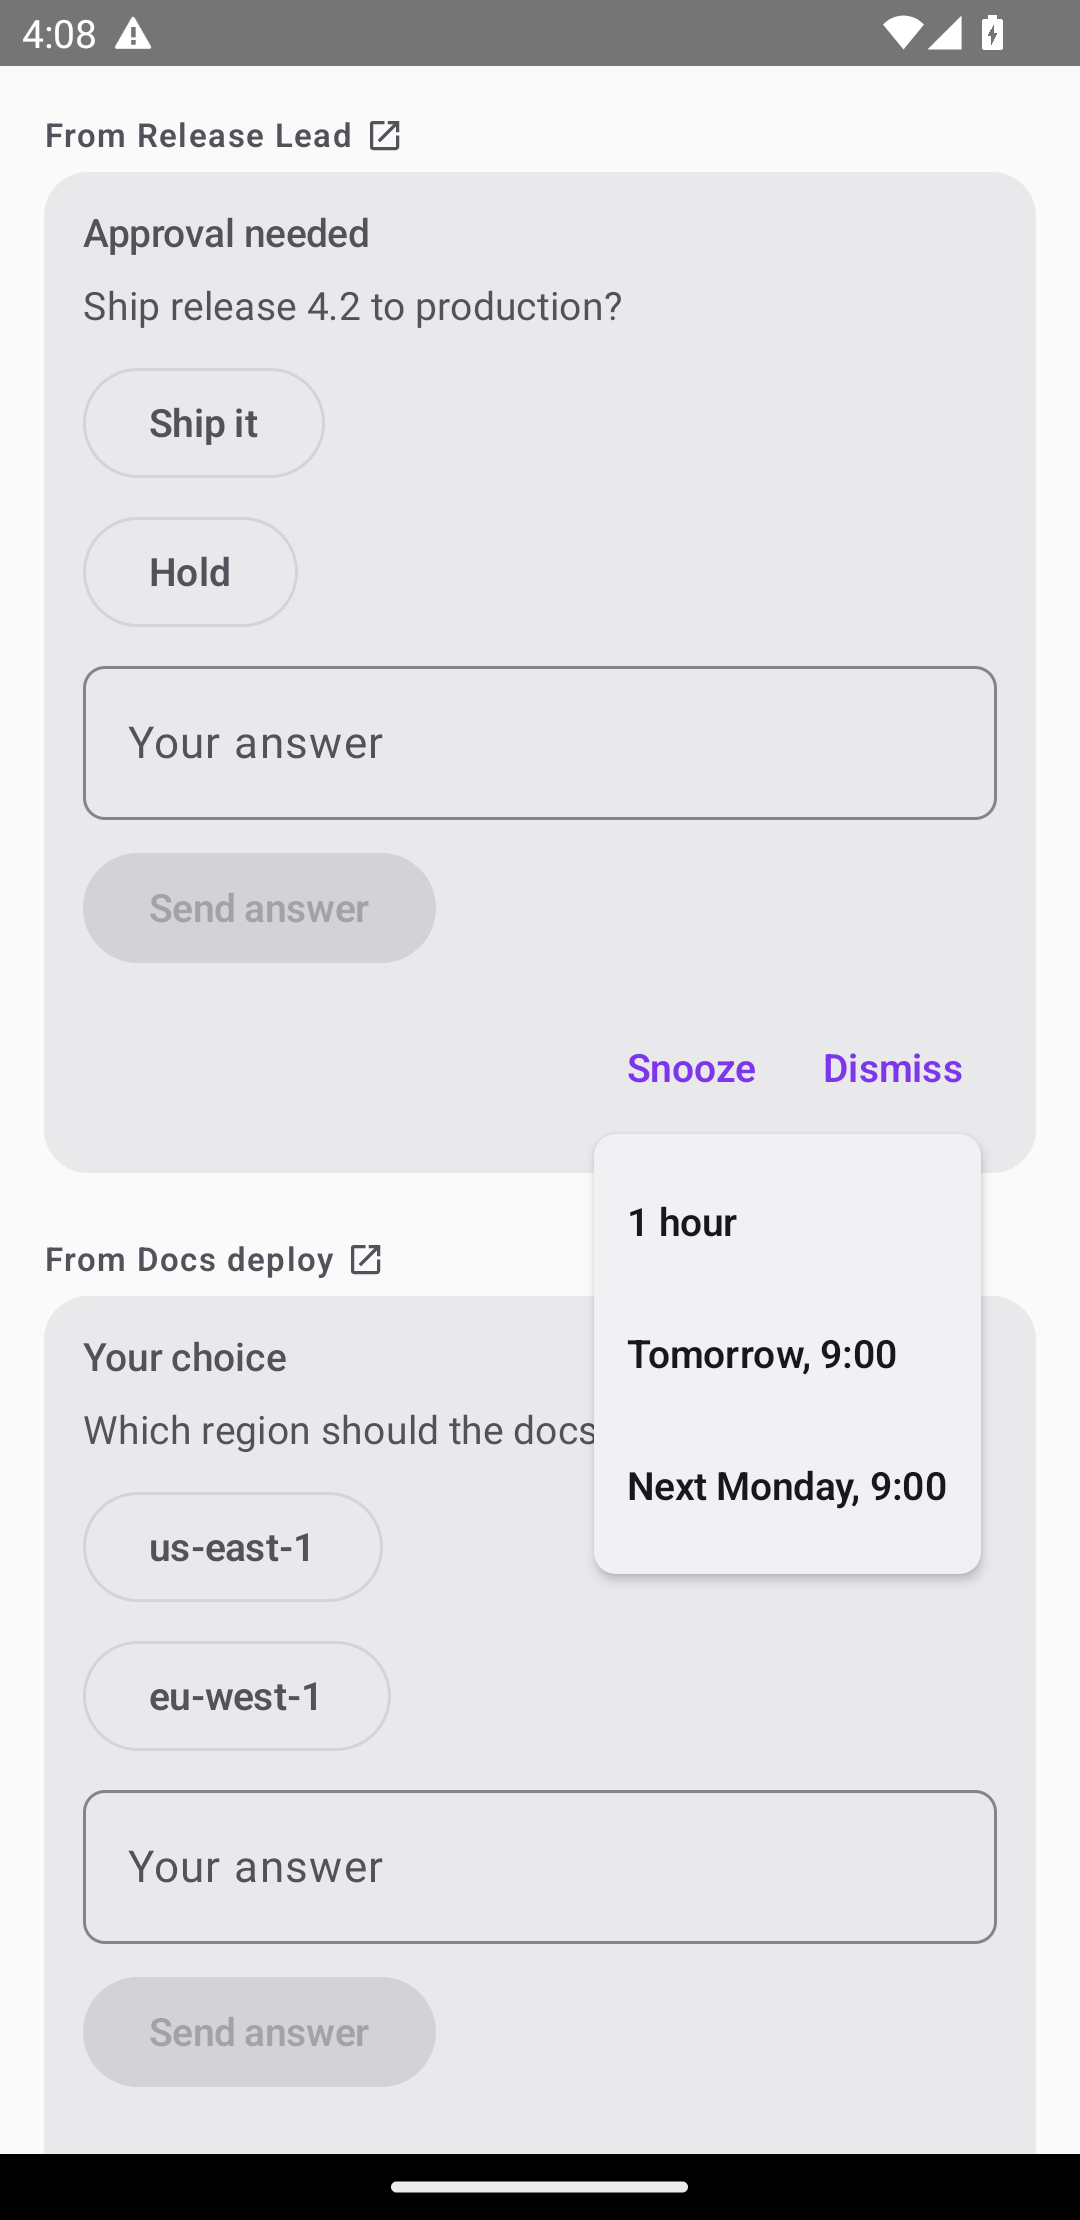 4:08
From Release Lead
Approval needed
Ship release 4.2 to production?
Ship it
Hold
Your answer
Send answer
Snooze
Dismiss
1 hour
Tomorrow, 9:00
Next Monday, 9:00
From Docs deploy
Your choice
Which region should the docs
us-east-1
eu-west-1
Your answer
Send answer